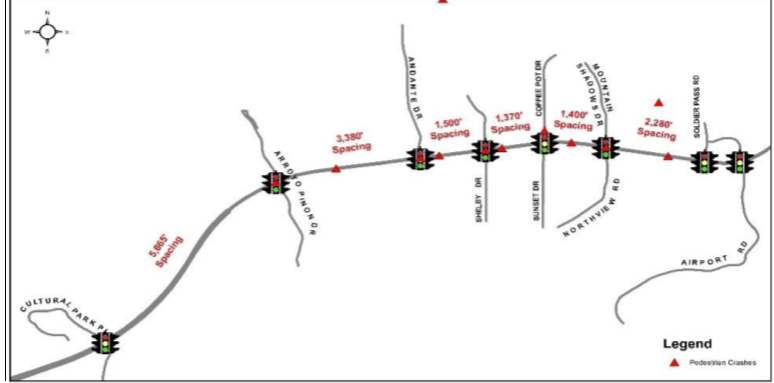 N
W
E
S
ANDANTE DR
COFFEE POT DR
MOUNTAIN
SHADOWS DR
SOLDIER PASS RD
3,380'
Spacing
1,500'
Spacing
1,370'
Spacing
1,400'
Spacing
2,280'
Spacing
ARROYO PINON DR
SHELBY DR
SUNSET DR
NORTHVIEW RD
5,665'
Spacing
AIRPORT RD
CULTURAL PARK PL
Legend
Pedestrian Crashes